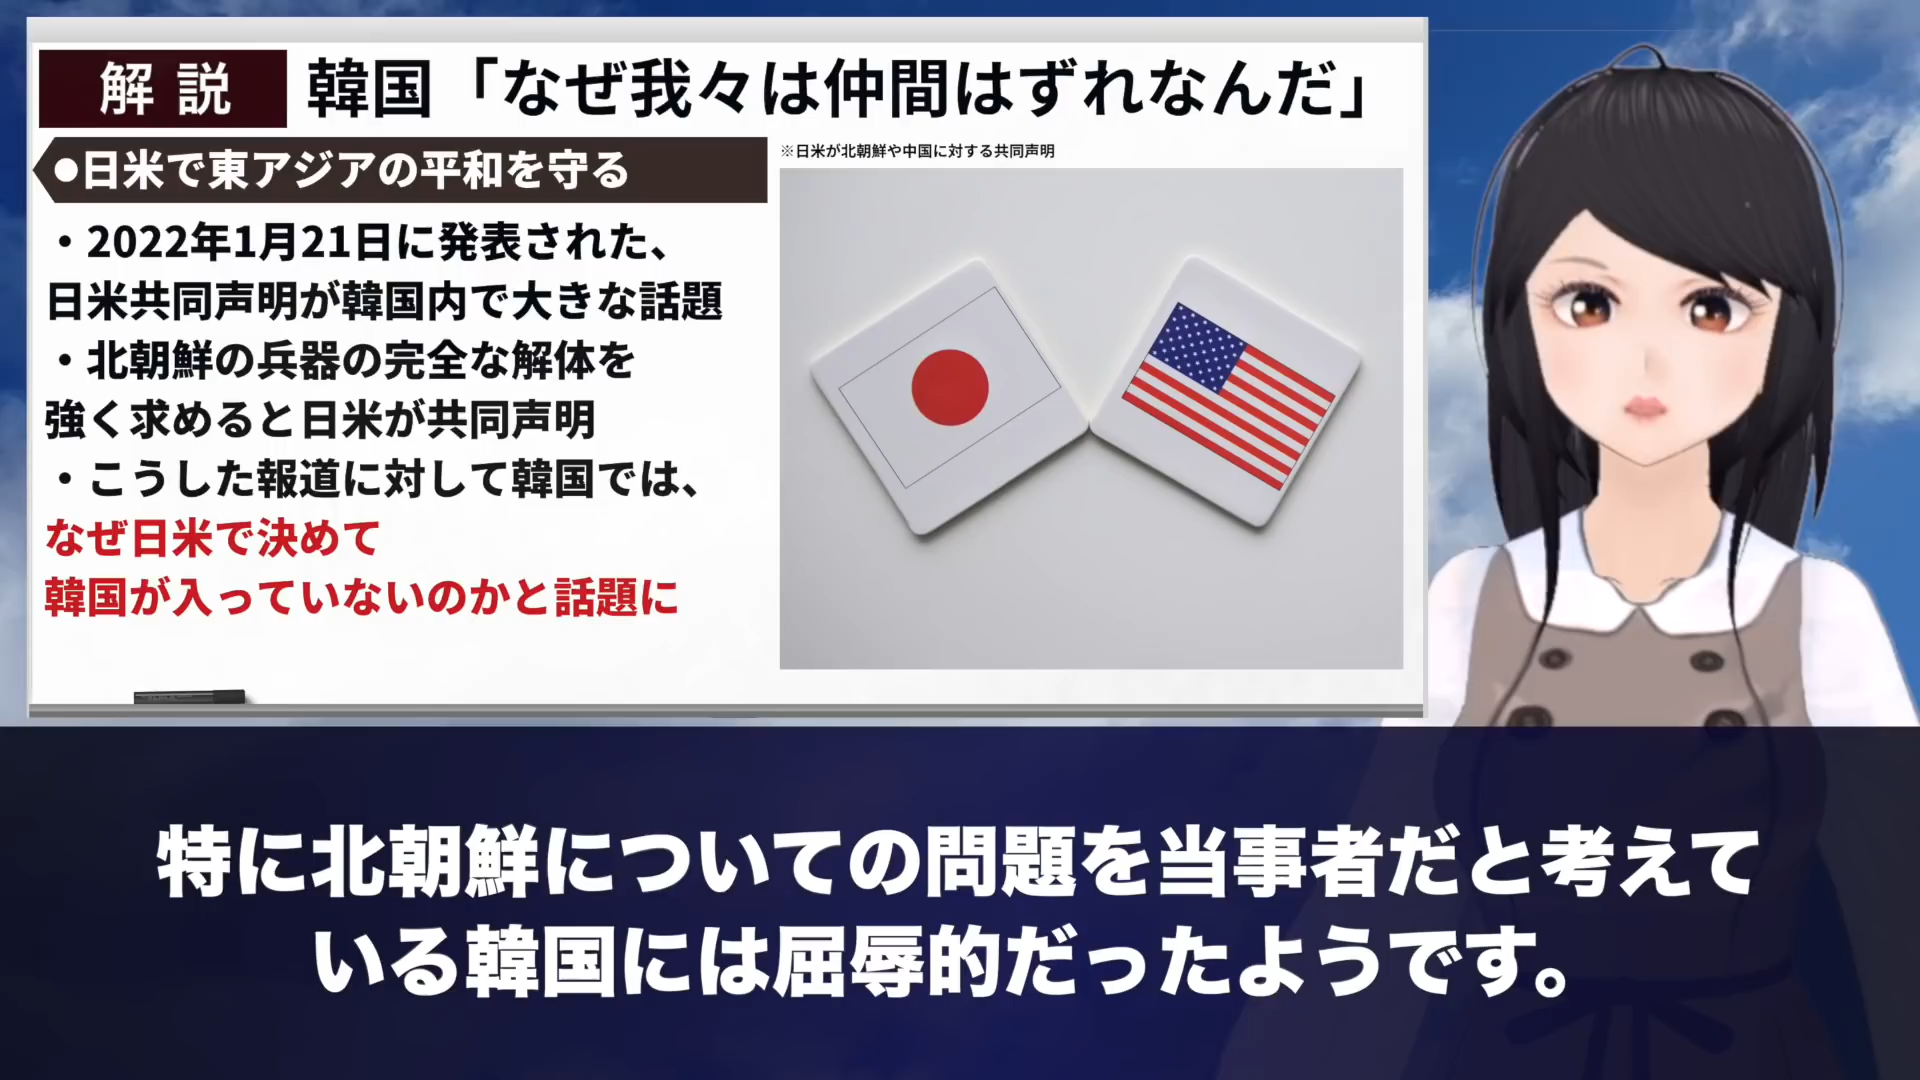 解説
韓国「なぜ我々は仲間はずれなんだ」
●日米で東アジアの平和を守る
※日米が北朝鮮や中国に対する共同声明
・2022年1月21日に発表された、
日米共同声明が韓国内で大きな話題
・北朝鮮の兵器の完全な解体を
強く求めると日米が共同声明
・こうした報道に対して韓国では、
なぜ日米で決めて
韓国が入っていないのかと話題に
特に北朝鮮についての問題を当事者だと考えて
いる韓国には屈辱的だったようです。